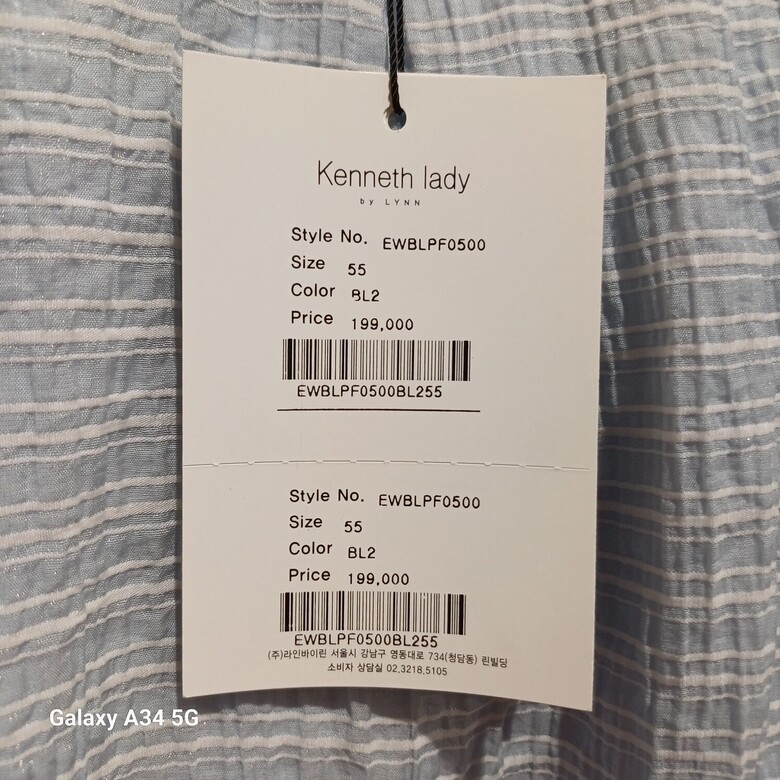 Kenneth lady
by LYNN
Style No. EWBLPF0500
Size 55
Color BL2
Price 199,000
EWBLPF0500BL255
Style No. EWBLPF0500
Size 55
Color BL2
Price 199,000
EWBLPF0500BL255
(주)라인바이린 서울시 강남구 영동대로 734(청담동) 린빌딩
소비자 상담실 02,3218,5105
Galaxy A34 5G